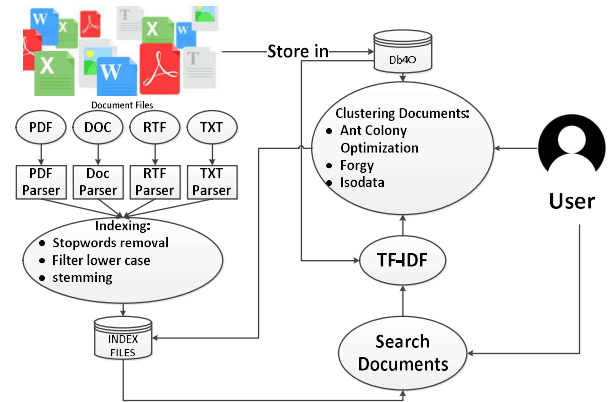 W
X
T
W
X
T
Store in
Db4O
Document Files
PDF
DOC
RTF
TXT
PDF
Parser
Doc
Parser
RTF
Parser
TXT
Parser
Clustering Documents:
Ant Colony
Optimization
Forgy
Isodata
User
Indexing:
Stopwords removal
Filter lower case
stemming
TF-IDF
INDEX
FILES
Search
Documents